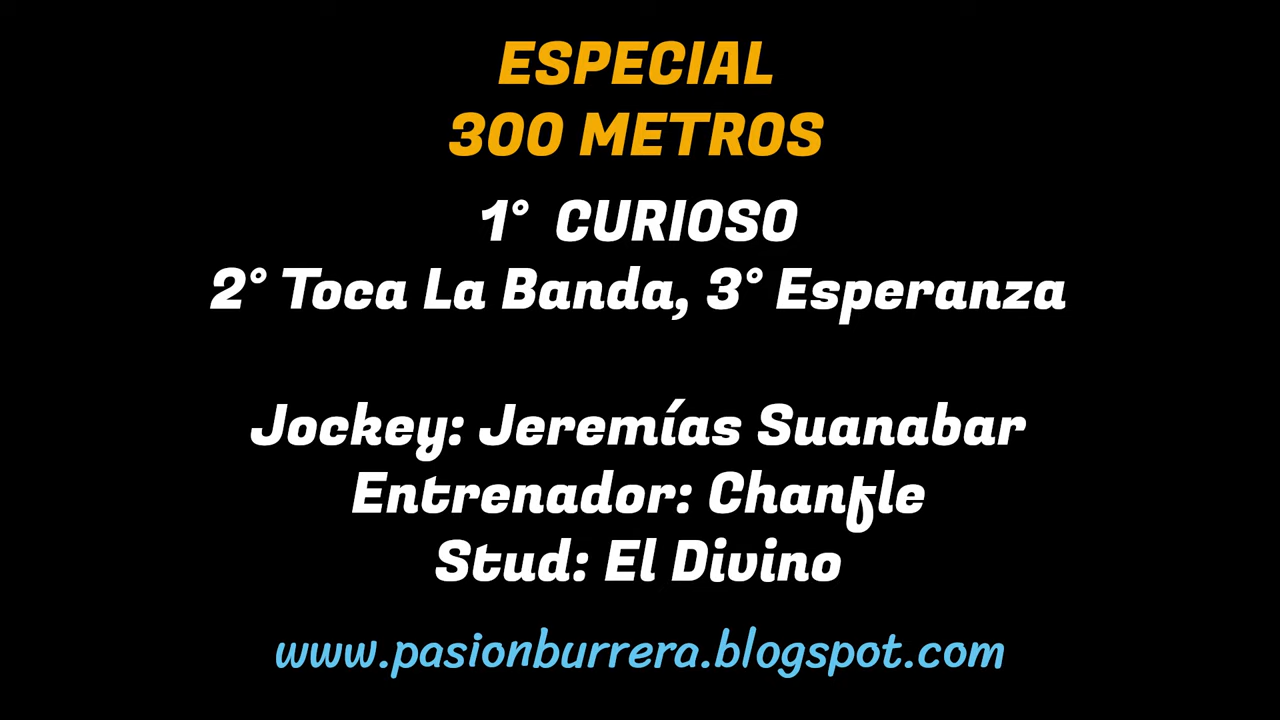 ESPECIAL
300 METROS
1° CURIOSO
2° Toca La Banda, 3° Esperanza
Jockey: Jeremías Suanabar
Entrenador: Chanfle
Stud: El Divino
www.pasionburrera.blogspot.com